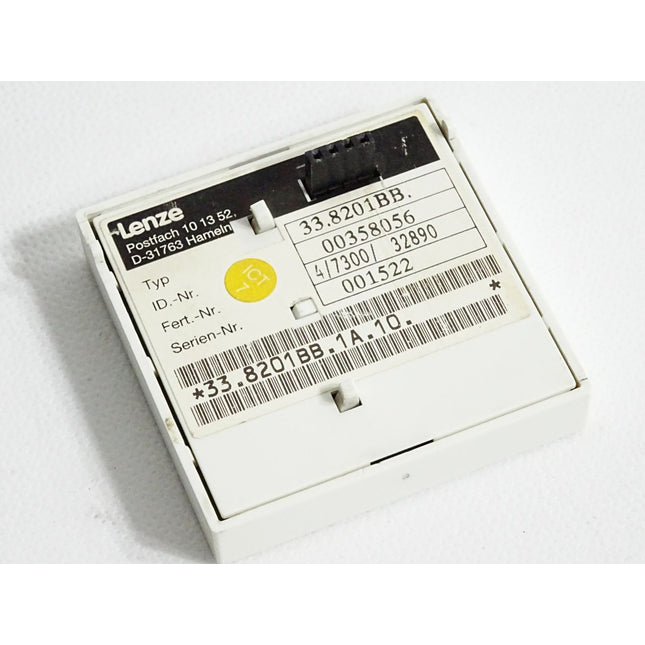 Lenze
Postfach 10 13 52,
D-31763 Hameln
Typ 33.8201BB.
ID.-Nr. 00358056
Fert.-Nr. 4/7300/ 32890
Serien-Nr. 001522
ICT
*33.8201BB.1A.10. *